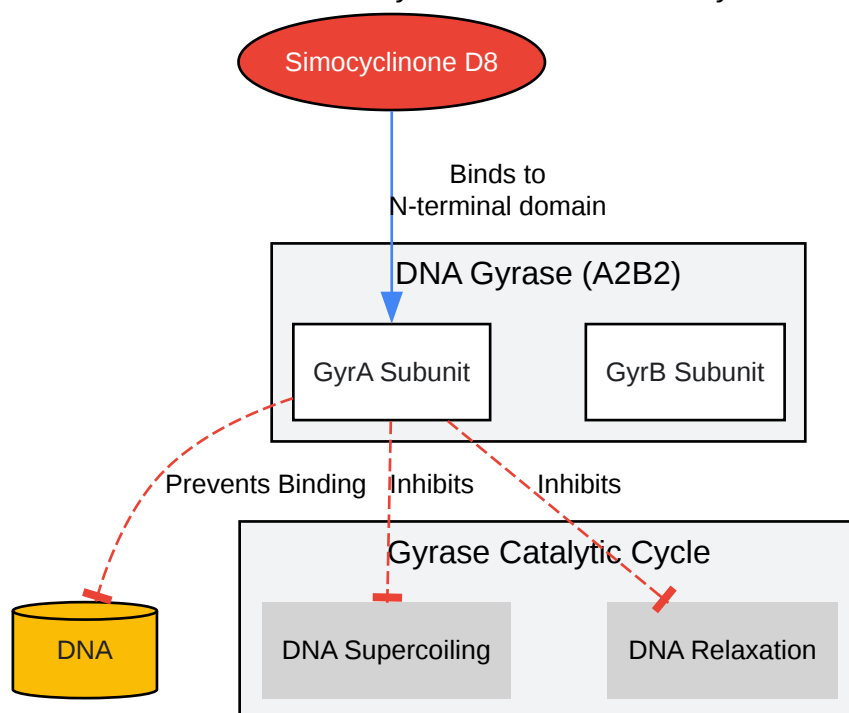 Simocyclinone D8
Binds to
N-terminal domain
DNA Gyrase (A2B2)
GyrA Subunit
GyrB Subunit
Prevents Binding
Inhibits
Inhibits
Gyrase Catalytic Cycle
DNA
DNA Supercoiling
DNA Relaxation